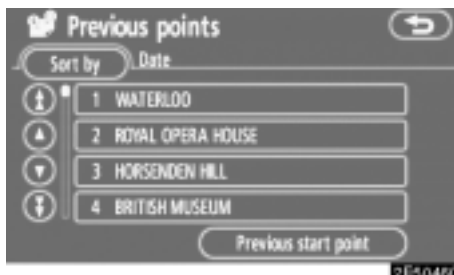 Previous points
Sort by Date
1 WATERLOO
2 ROYAL OPERA HOUSE
3 HORSENDEN HILL
4 BRITISH MUSEUM
Previous start point